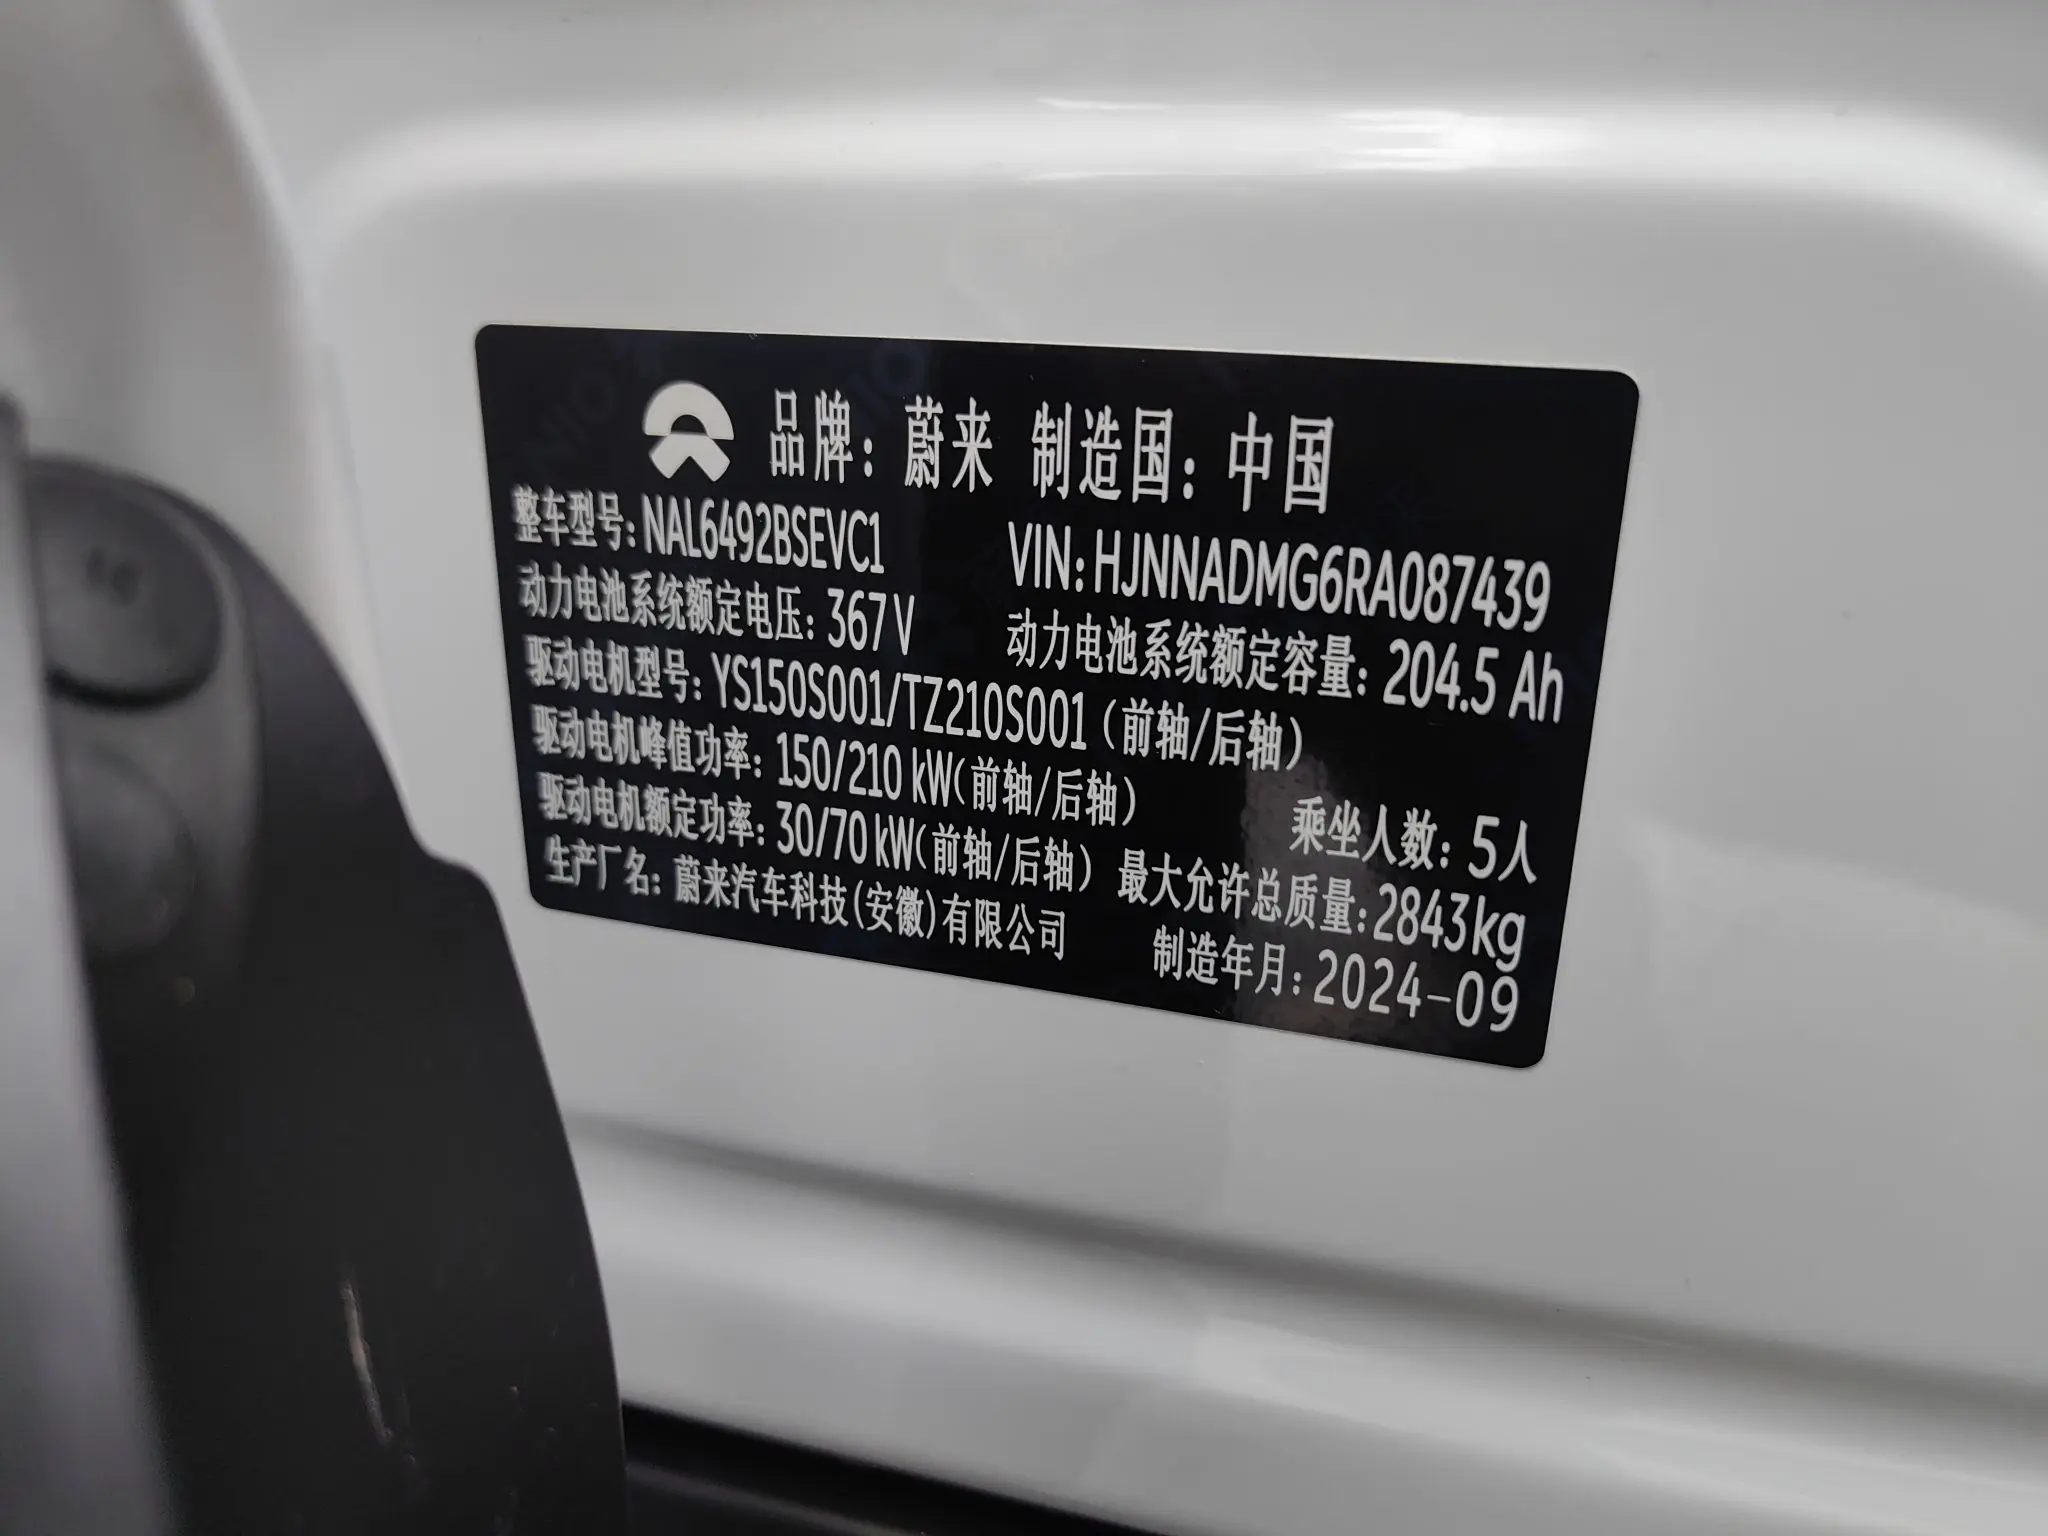 品牌：蔚来 制造国：中国
整车型号：NAL6492BSEVC1 VIN：HJNNADMG6RA087439
动力电池系统额定电压：367V 动力电池系统额定容量：204.5 Ah
驱动电机型号：YS150S001/TZ210S001（前轴/后轴）
驱动电机峰值功率：150/210 kW(前轴/后轴) 乘坐人数：5人
驱动电机额定功率：30/70kW(前轴/后轴) 最大允许总质量：2843kg
生产厂名：蔚来汽车科技(安徽)有限公司 制造年月：2024-09